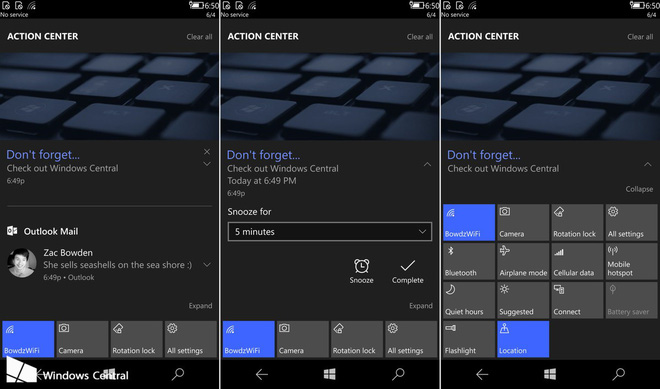 6:50
No service
6/4
ACTION CENTER
Clear all
Don't forget...
Check out Windows Central
6:49p
Outlook Mail
Zac Bowden
She sells seashells on the sea shore :)
6:49p • Outlook
Expand
BowdzWiFi
Camera
Rotation lock
All settings
Windows Central
6:50
No service
6/4
ACTION CENTER
Clear all
Don't forget...
Check out Windows Central
Today at 6:49 PM
6:49p
Snooze for
5 minutes
Snooze
Complete
Expand
BowdzWiFi
Camera
Rotation lock
All settings
6:50
No service
6/4
ACTION CENTER
Clear all
Don't forget...
Check out Windows Central
Collapse
BowdzWiFi
Camera
Rotation lock
All settings
Bluetooth
Airplane mode
Cellular data
Mobile
hotspot
Quiet hours
Suggested
Connect
Battery saver
Flashlight
Location